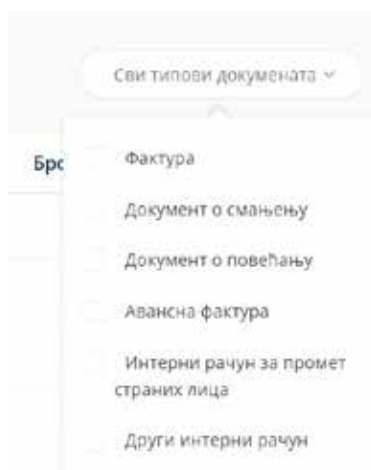 Сви типови докумената
Бро
Фактура
Документ о смањењу
Документ о повећању
Авансна фактура
Интерни рачун за промет
страних лица
Други интерни рачун